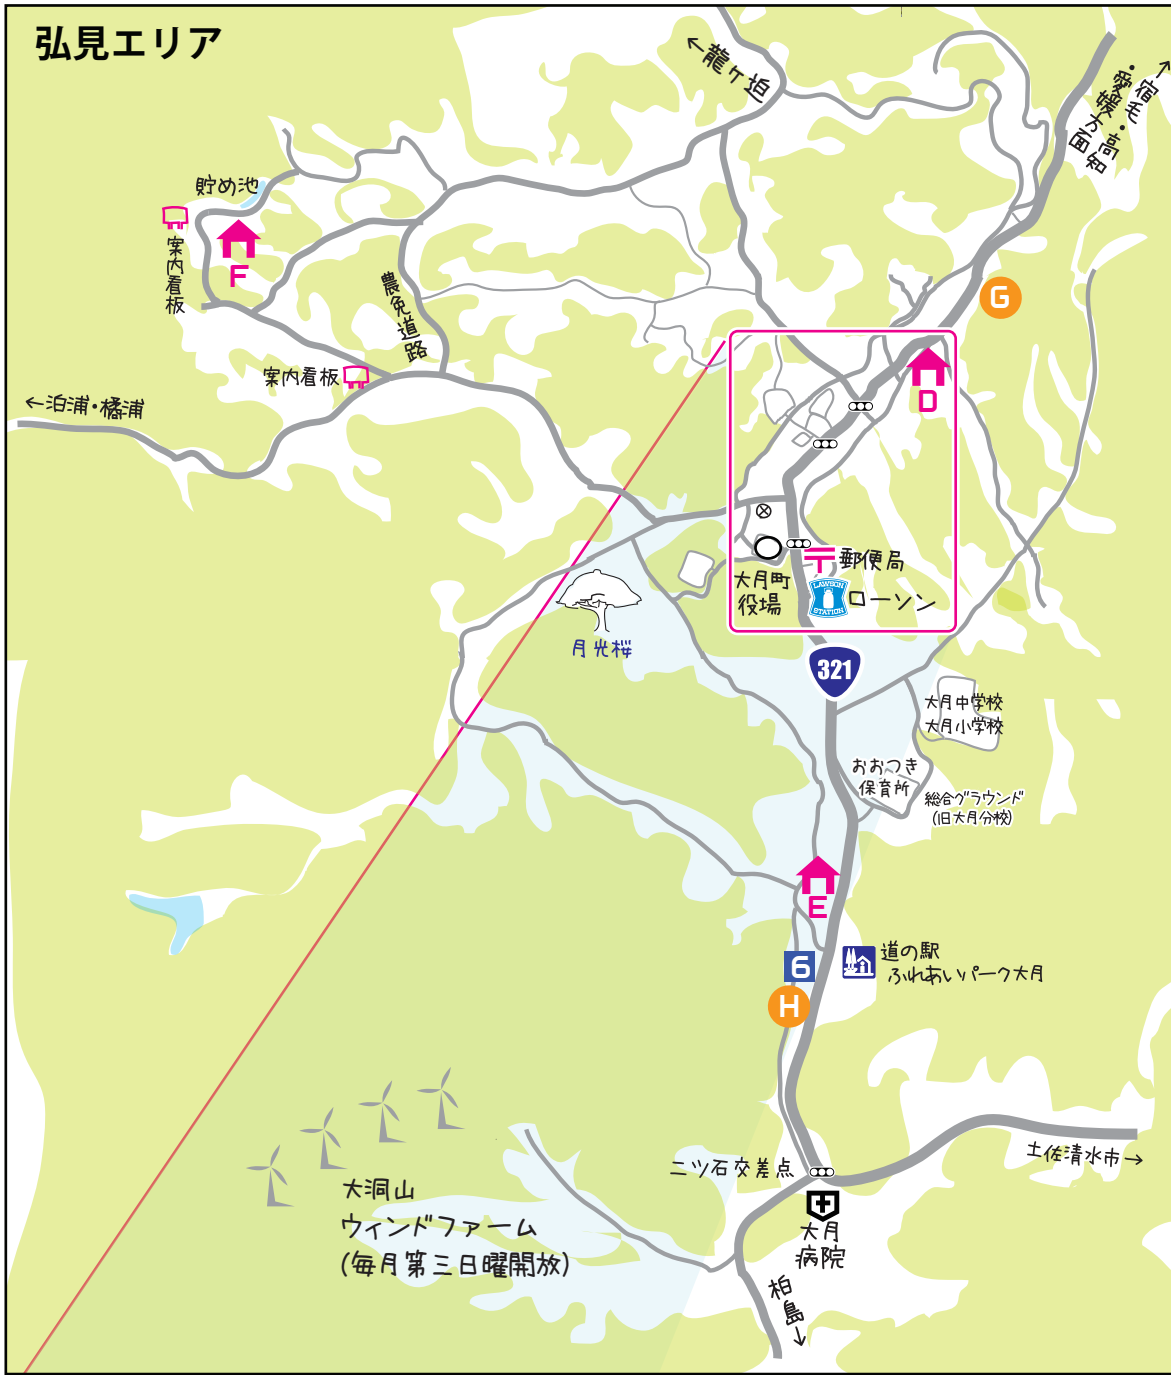 弘見エリア
←龍ヶ迫
宿毛・高知
・愛媛方面
貯め池
案内看板
F
農免道路
G
案内看板
←泊浦・橘浦
D
郵便局
大月町
役場
LAWSON
STATION
ローソン
月光桜
321
大月中学校
大月小学校
おおつき
保育所
総合グラウンド
(旧大月分校)
E
道の駅
ふれあいパーク大月
6
H
土佐清水市→
二ツ石交差点
大洞山
ウィンドファーム
(毎月第三日曜開放)
大月
病院
柏島→